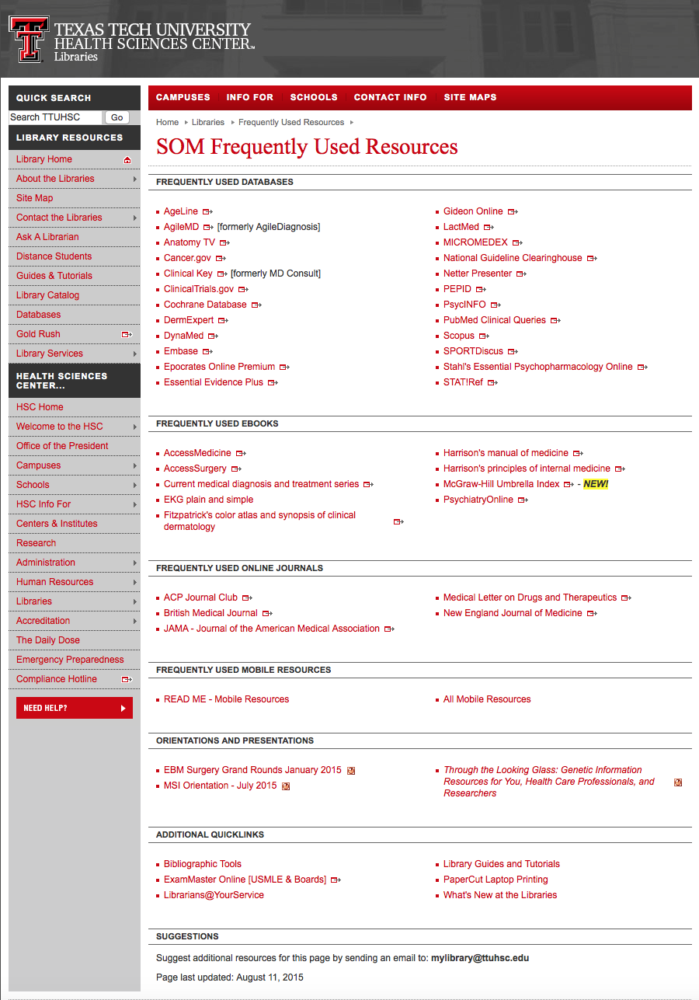 TEXAS TECH UNIVERSITY
HEALTH SCIENCES CENTER™
Libraries
QUICK SEARCH
Search TTUHSC
Go
LIBRARY RESOURCES
Library Home
About the Libraries
Site Map
Contact the Libraries
Ask A Librarian
Distance Students
Guides & Tutorials
Library Catalog
Databases
Gold Rush
Library Services
HEALTH SCIENCES
CENTER...
HSC Home
Welcome to the HSC
Office of the President
Campuses
Schools
HSC Info For
Centers & Institutes
Research
Administration
Human Resources
Libraries
Accreditation
The Daily Dose
Emergency Preparedness
Compliance Hotline
NEED HELP?
CAMPUSES INFO FOR SCHOOLS CONTACT INFO SITE MAPS
Home Libraries Frequently Used Resources
SOM Frequently Used Resources
FREQUENTLY USED DATABASES
AgeLine
AgileMD [formerly AgileDiagnosis]
Anatomy TV
Cancer.gov
Clinical Key [formerly MD Consult]
ClinicalTrials.gov
Cochrane Database
DermExpert
DynaMed
Embase
Epocrates Online Premium
Essential Evidence Plus
Gideon Online
LactMed
MICROMEDEX
National Guideline Clearinghouse
Netter Presenter
PEPID
PsycINFO
PubMed Clinical Queries
Scopus
SPORTDiscus
Stahl's Essential Psychopharmacology Online
STAT!Ref
FREQUENTLY USED EBOOKS
AccessMedicine
AccessSurgery
Current medical diagnosis and treatment series
EKG plain and simple
Fitzpatrick's color atlas and synopsis of clinical
dermatology
Harrison's manual of medicine
Harrison's principles of internal medicine
McGraw-Hill Umbrella Index - NEW!
PsychiatryOnline
FREQUENTLY USED ONLINE JOURNALS
ACP Journal Club
British Medical Journal
JAMA - Journal of the American Medical Association
Medical Letter on Drugs and Therapeutics
New England Journal of Medicine
FREQUENTLY USED MOBILE RESOURCES
READ ME - Mobile Resources
All Mobile Resources
ORIENTATIONS AND PRESENTATIONS
EBM Surgery Grand Rounds January 2015
MSI Orientation - July 2015
Through the Looking Glass: Genetic Information
Resources for You, Health Care Professionals, and
Researchers
ADDITIONAL QUICKLINKS
Bibliographic Tools
ExamMaster Online [USMLE & Boards]
Librarians@YourService
Library Guides and Tutorials
PaperCut Laptop Printing
What's New at the Libraries
SUGGESTIONS
Suggest additional resources for this page by sending an email to: mylibrary@ttuhsc.edu
Page last updated: August 11, 2015